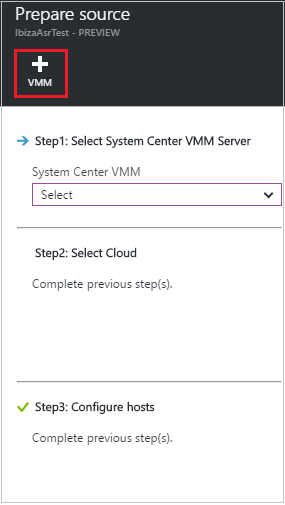 Prepare source
IbizaAsrTest - PREVIEW
VMM
Step1: Select System Center VMM Server
System Center VMM
Select
Step2: Select Cloud
Complete previous step(s).
Step3: Configure hosts
Complete previous step(s).